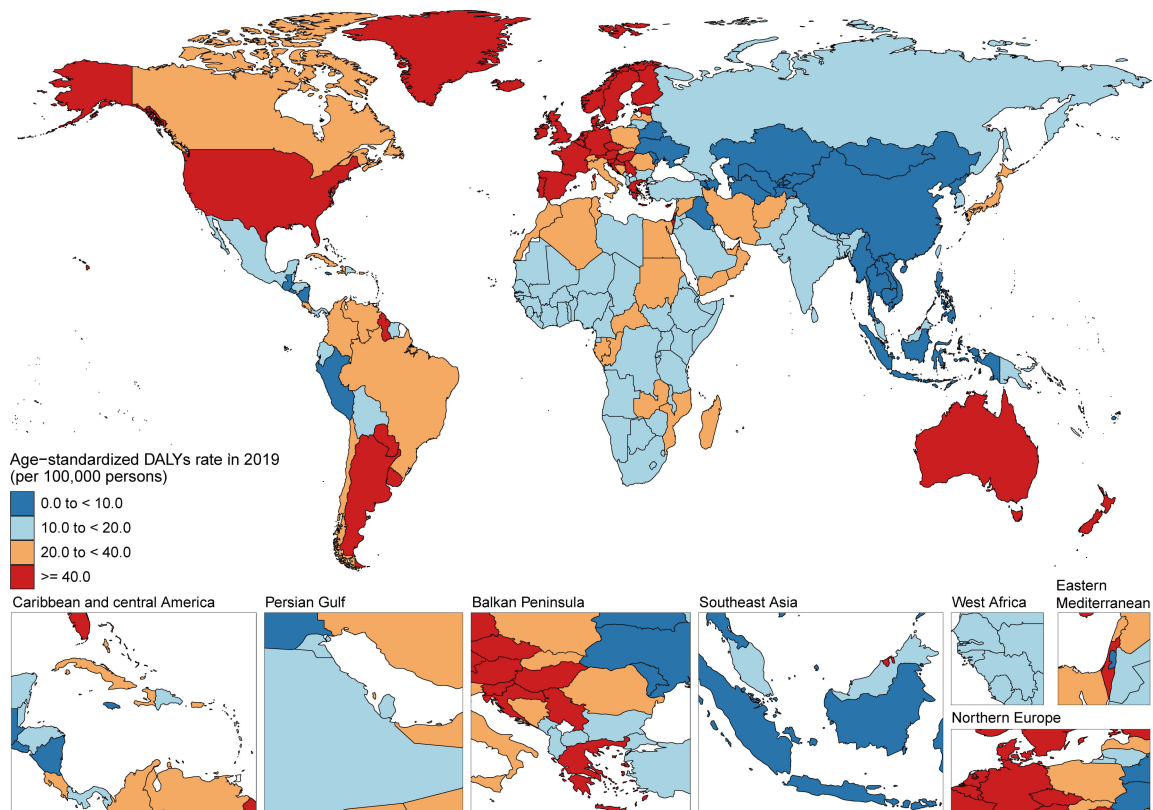 Age−standardized DALYs rate in 2019
(per 100,000 persons)
0.0 to < 10.0
10.0 to < 20.0
20.0 to < 40.0
>= 40.0
Caribbean and central America
Persian Gulf
Balkan Peninsula
Southeast Asia
West Africa
Eastern
Mediterranean
Northern Europe